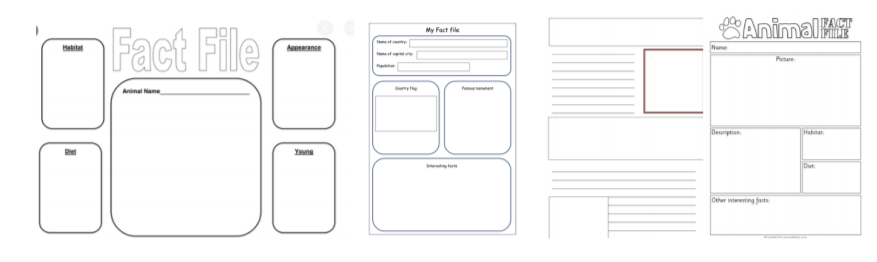 Fact File
Habitat
Appearance
Animal Name
Diet
Young
My Fact file
Name of country:
Name of capital city:
Population:
Country flag
Famous monument
Interesting facts
Animal FACT FILE
Name:
Picture:
Description:
Habitat:
Diet:
Other interesting facts: